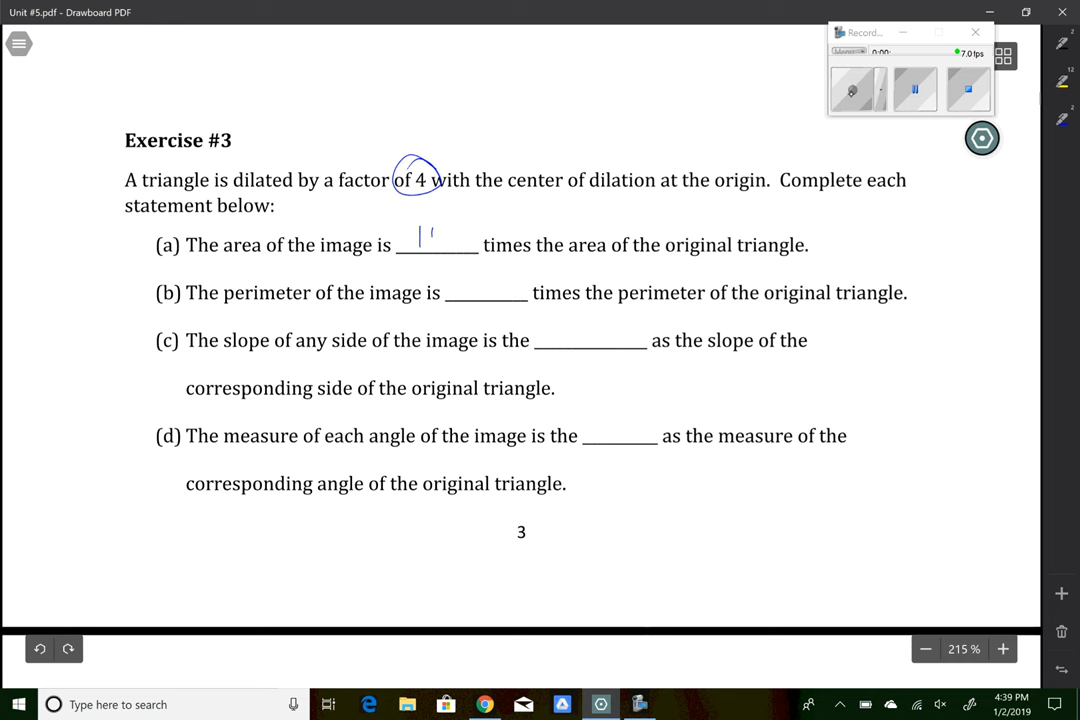 Unit #5.pdf - Drawboard PDF
Record...
0:00:
7.0 fps
2
12
2
Exercise #3
A triangle is dilated by a factor of 4 with the center of dilation at the origin. Complete each
statement below:
(a) The area of the image is __________ times the area of the original triangle.
(b) The perimeter of the image is __________ times the perimeter of the original triangle.
(c) The slope of any side of the image is the ______________ as the slope of the
corresponding side of the original triangle.
(d) The measure of each angle of the image is the _________ as the measure of the
corresponding angle of the original triangle.
3
215 %
Type here to search
4:39 PM
1/2/2019